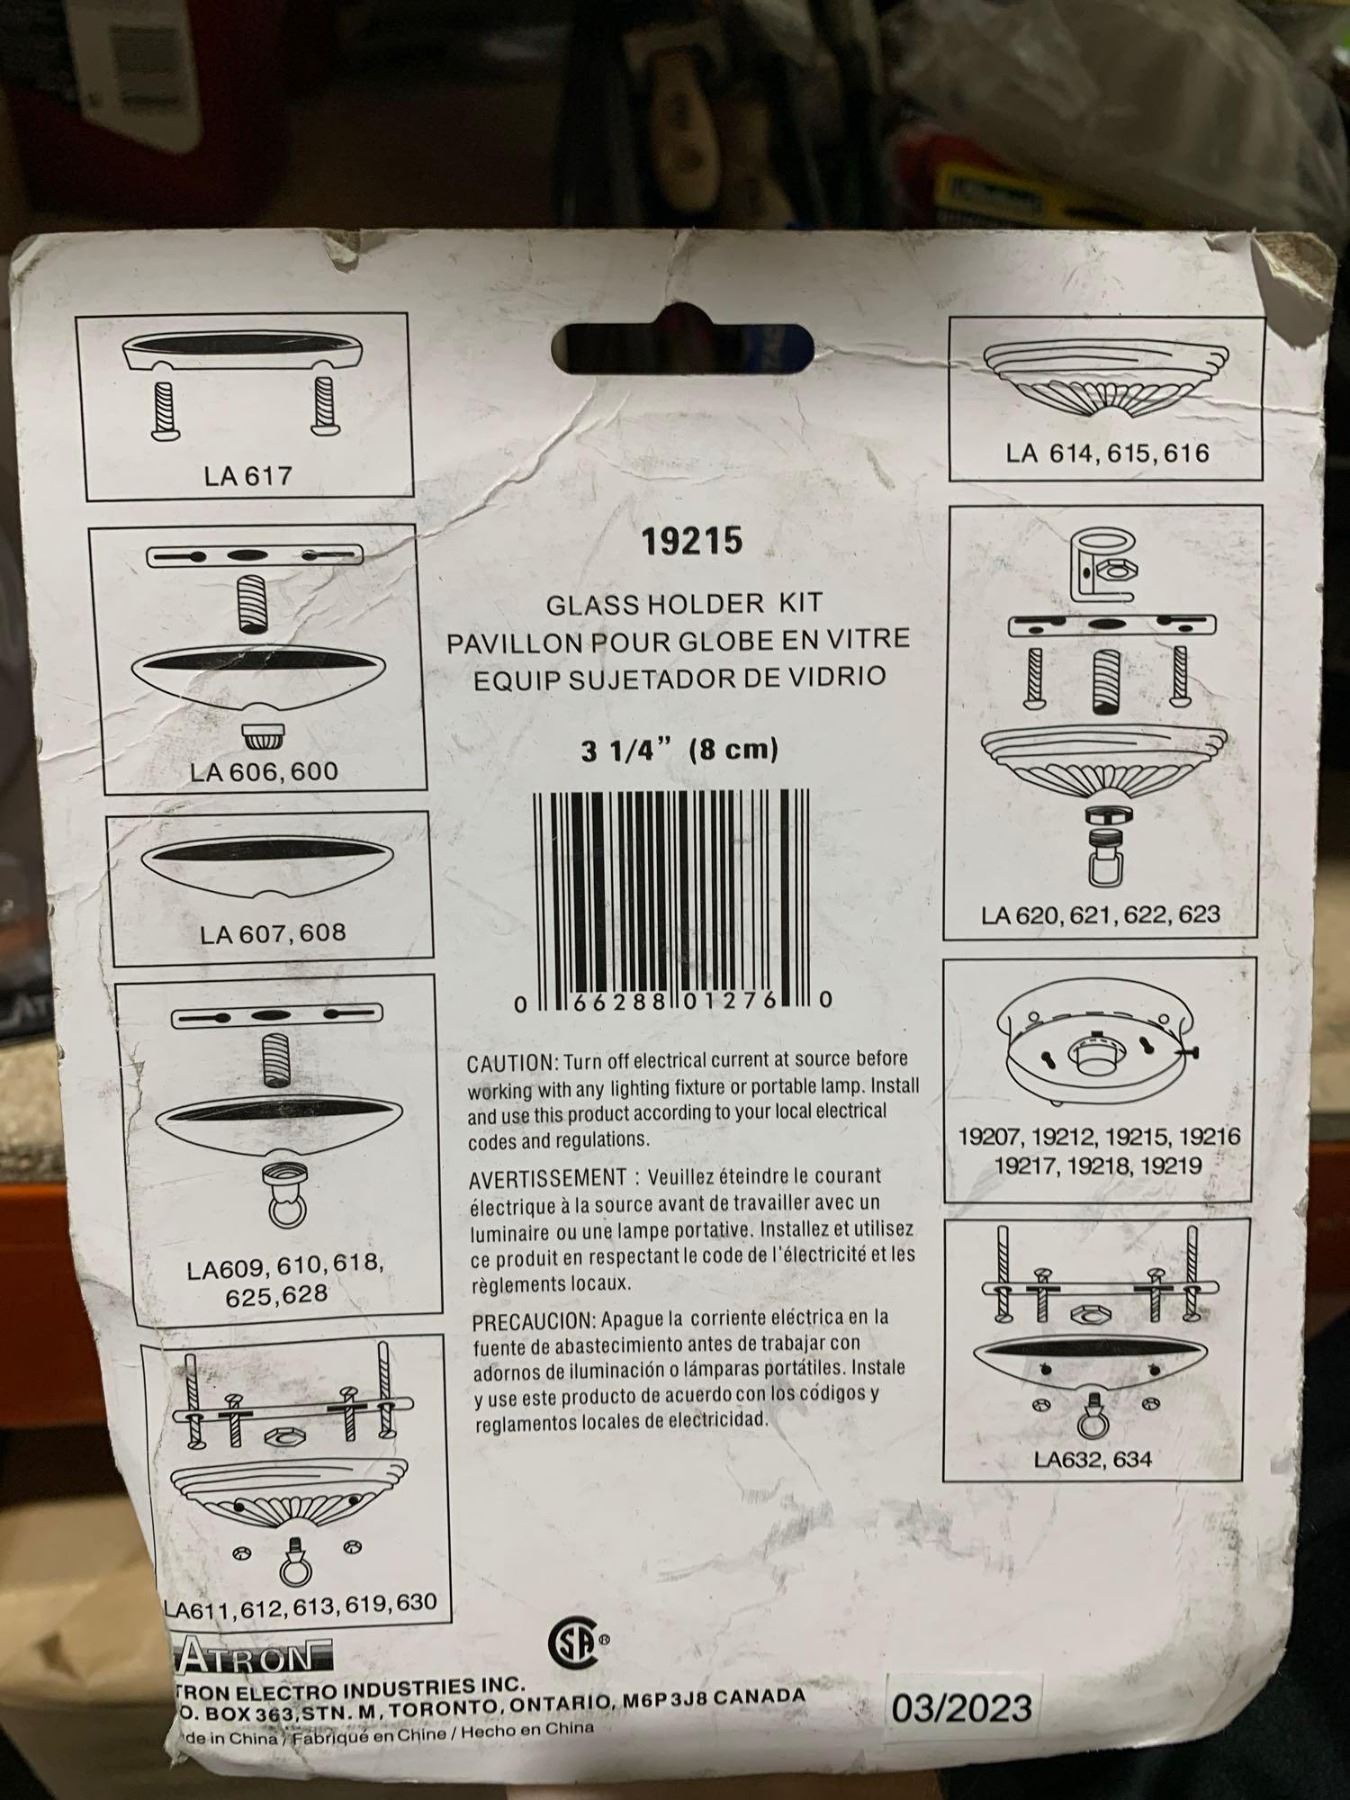 LA 617
LA 606, 600
LA 607, 608
LA609, 610, 618,
625,628
LA611,612, 613, 619, 630
19215
GLASS HOLDER KIT
PAVILLON POUR GLOBE EN VITRE
EQUIP SUJETADOR DE VIDRIO
3 1/4” (8 cm)
0 66288 01276 0
CAUTION: Turn off electrical current at source before
working with any lighting fixture or portable lamp. Install
and use this product according to your local electrical
codes and regulations.
AVERTISSEMENT : Veuillez éteindre le courant
électrique à la source avant de travailler avec un
luminaire ou une lampe portative. Installez et utilisez
ce produit en respectant le code de l'électricité et les
règlements locaux.
PRECAUCION: Apague la corriente eléctrica en la
fuente de abastecimiento antes de trabajar con
adornos de iluminación o lámparas portátiles. Instale
y use este producto de acuerdo con los códigos y
reglamentos locales de electricidad.
LA 614, 615, 616
LA 620, 621, 622, 623
19207, 19212, 19215, 19216
19217, 19218, 19219
LA632, 634
ATRON
SA ®
TRON ELECTRO INDUSTRIES INC.
O. BOX 363, STN. M, TORONTO, ONTARIO, M6P 3J8 CANADA
de in China / Fabriqué en Chine / Hecho en China
03/2023